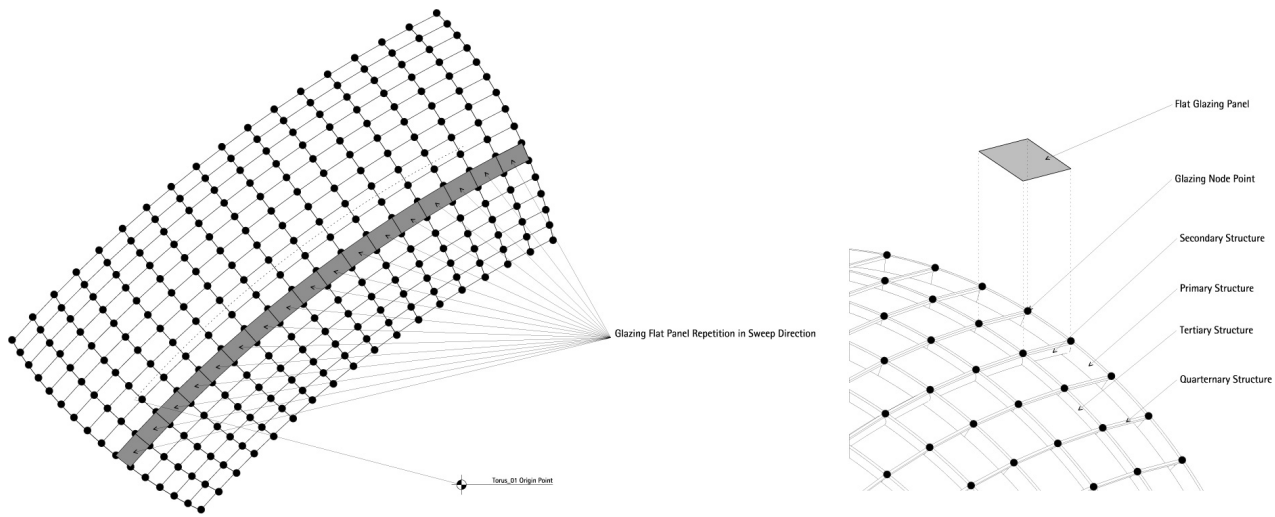 Glazing Flat Panel Repetition in Sweep Direction
Torus_01 Origin Point
Flat Glazing Panel
Glazing Node Point
Secondary Structure
Primary Structure
Tertiary Structure
Quarternary Structure